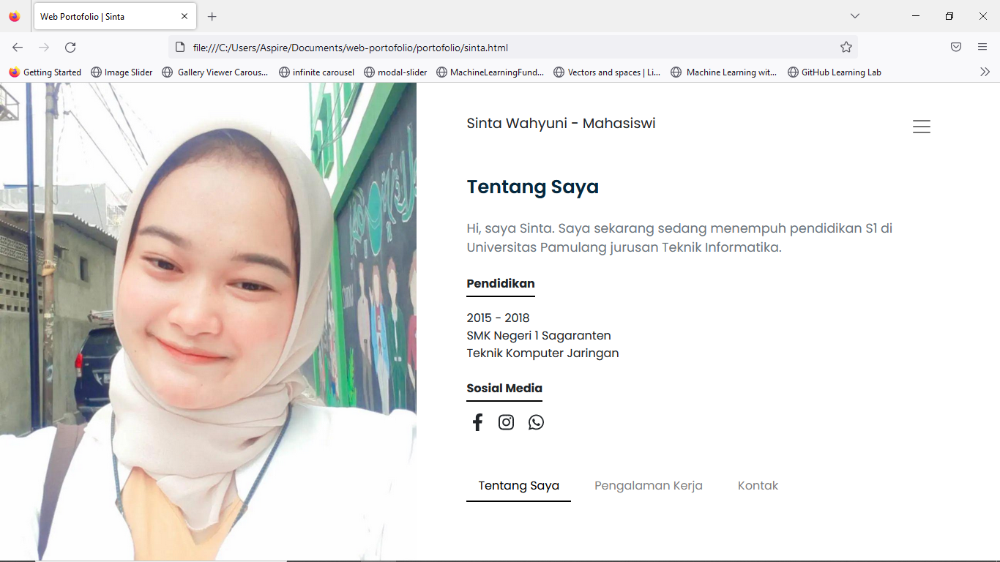 Web Portofolio | Sinta
file:///C:/Users/Aspire/Documents/web-portofolio/portofolio/sinta.html
Getting Started
Image Slider
Gallery Viewer Carous...
infinite carousel
modal-slider
MachineLearningFund...
Vectors and spaces | Li...
Machine Learning wit...
GitHub Learning Lab
Sinta Wahyuni - Mahasiswi
Tentang Saya
Hi, saya Sinta. Saya sekarang sedang menempuh pendidikan S1 di
Universitas Pamulang jurusan Teknik Informatika.
Pendidikan
2015 - 2018
SMK Negeri 1 Sagaranten
Teknik Komputer Jaringan
Sosial Media
Tentang Saya
Pengalaman Kerja
Kontak